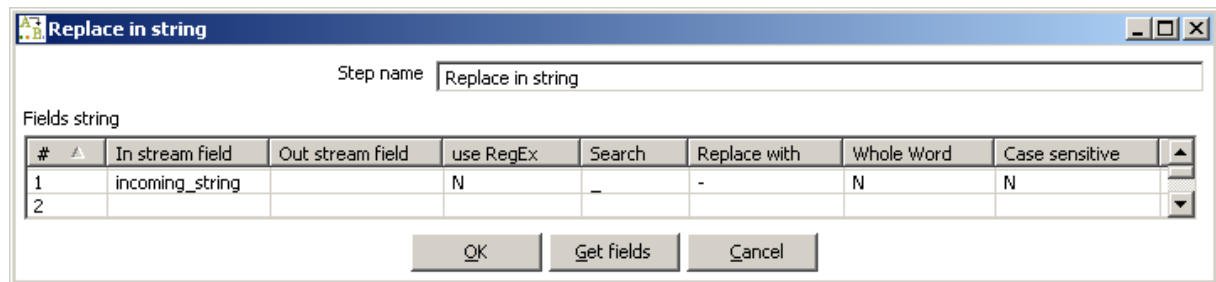 Replace in string
Step name Replace in string
Fields string
# In stream field Out stream field use RegEx Search Replace with Whole Word Case sensitive
1 incoming_string N _ - N N
2
OK Get fields Cancel